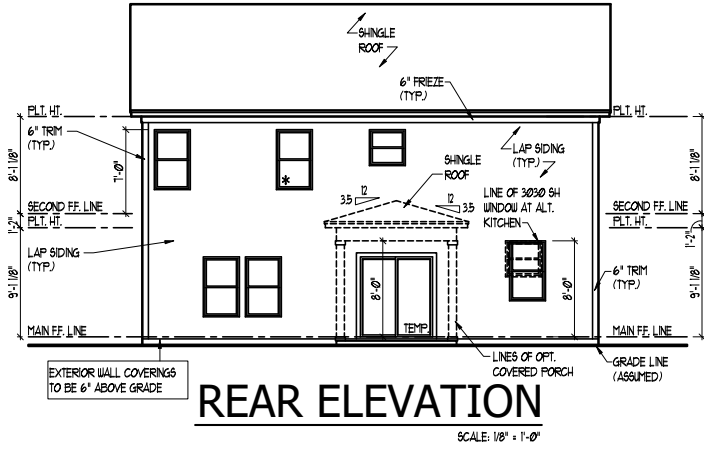 SHINGLE
ROOF
6" FRIEZE
(TYP.)
PLT. HT.
PLT. HT.
6" TRIM
(TYP.)
8'-1 1/8"
7'-0"
LAP SIDING
(TYP.)
8'-1 1/8"
SHINGLE
ROOF
*
12
3.5
12
3.5
LINE OF 3030 SH
WINDOW AT ALT.
KITCHEN
SECOND F.F. LINE
SECOND F.F. LINE
PLT. HT.
PLT. HT.
1'-2"
1'-2"
LAP SIDING
(TYP.)
9'-1 1/8"
8'-0"
8'-0"
6" TRIM
(TYP.)
9'-1 1/8"
TEMP.
MAIN F.F. LINE
MAIN F.F. LINE
EXTERIOR WALL COVERINGS
TO BE 6" ABOVE GRADE
LINES OF OPT.
COVERED PORCH
GRADE LINE
(ASSUMED)
REAR ELEVATION
SCALE: 1/8" = 1'-0"